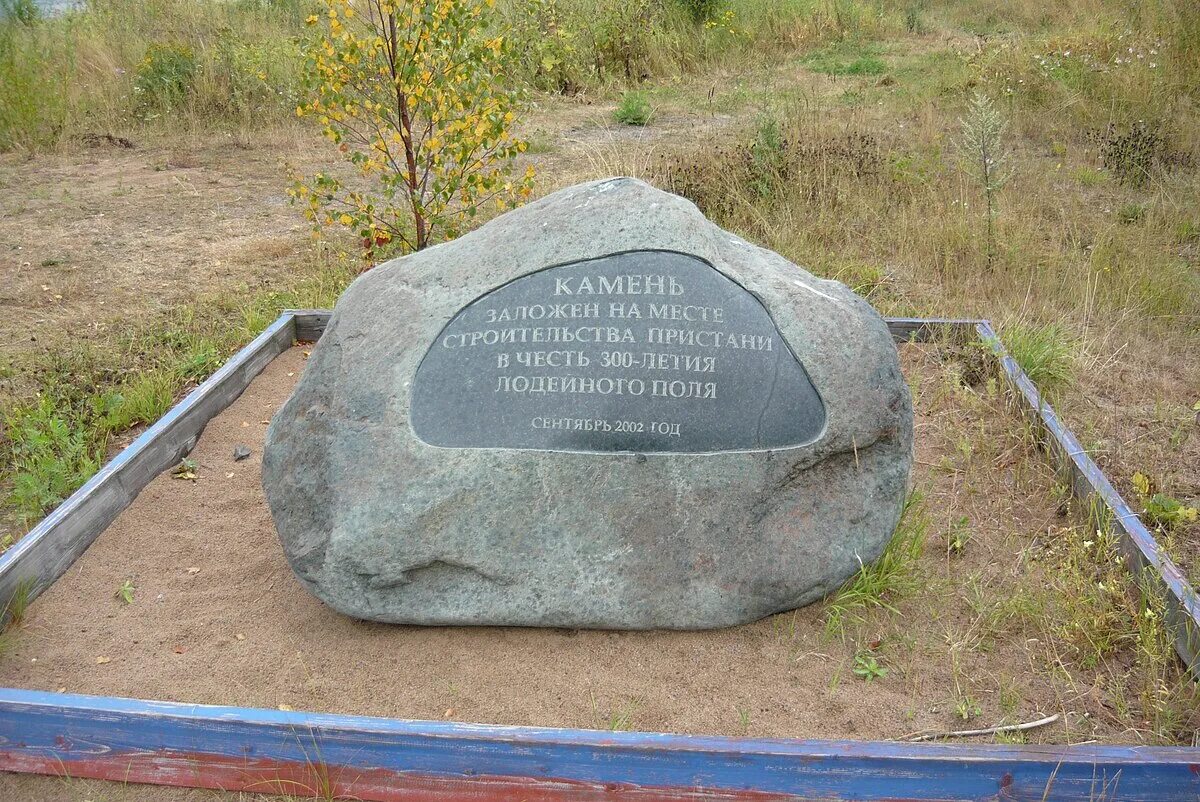 КАМЕНЬ
ЗАЛОЖЕН НА МЕСТЕ
СТРОИТЕЛЬСТВА ПРИСТАНИ
В ЧЕСТЬ 300-ЛЕТИЯ
ЛОДЕЙНОГО ПОЛЯ
СЕНТЯБРЬ 2002 ГОД